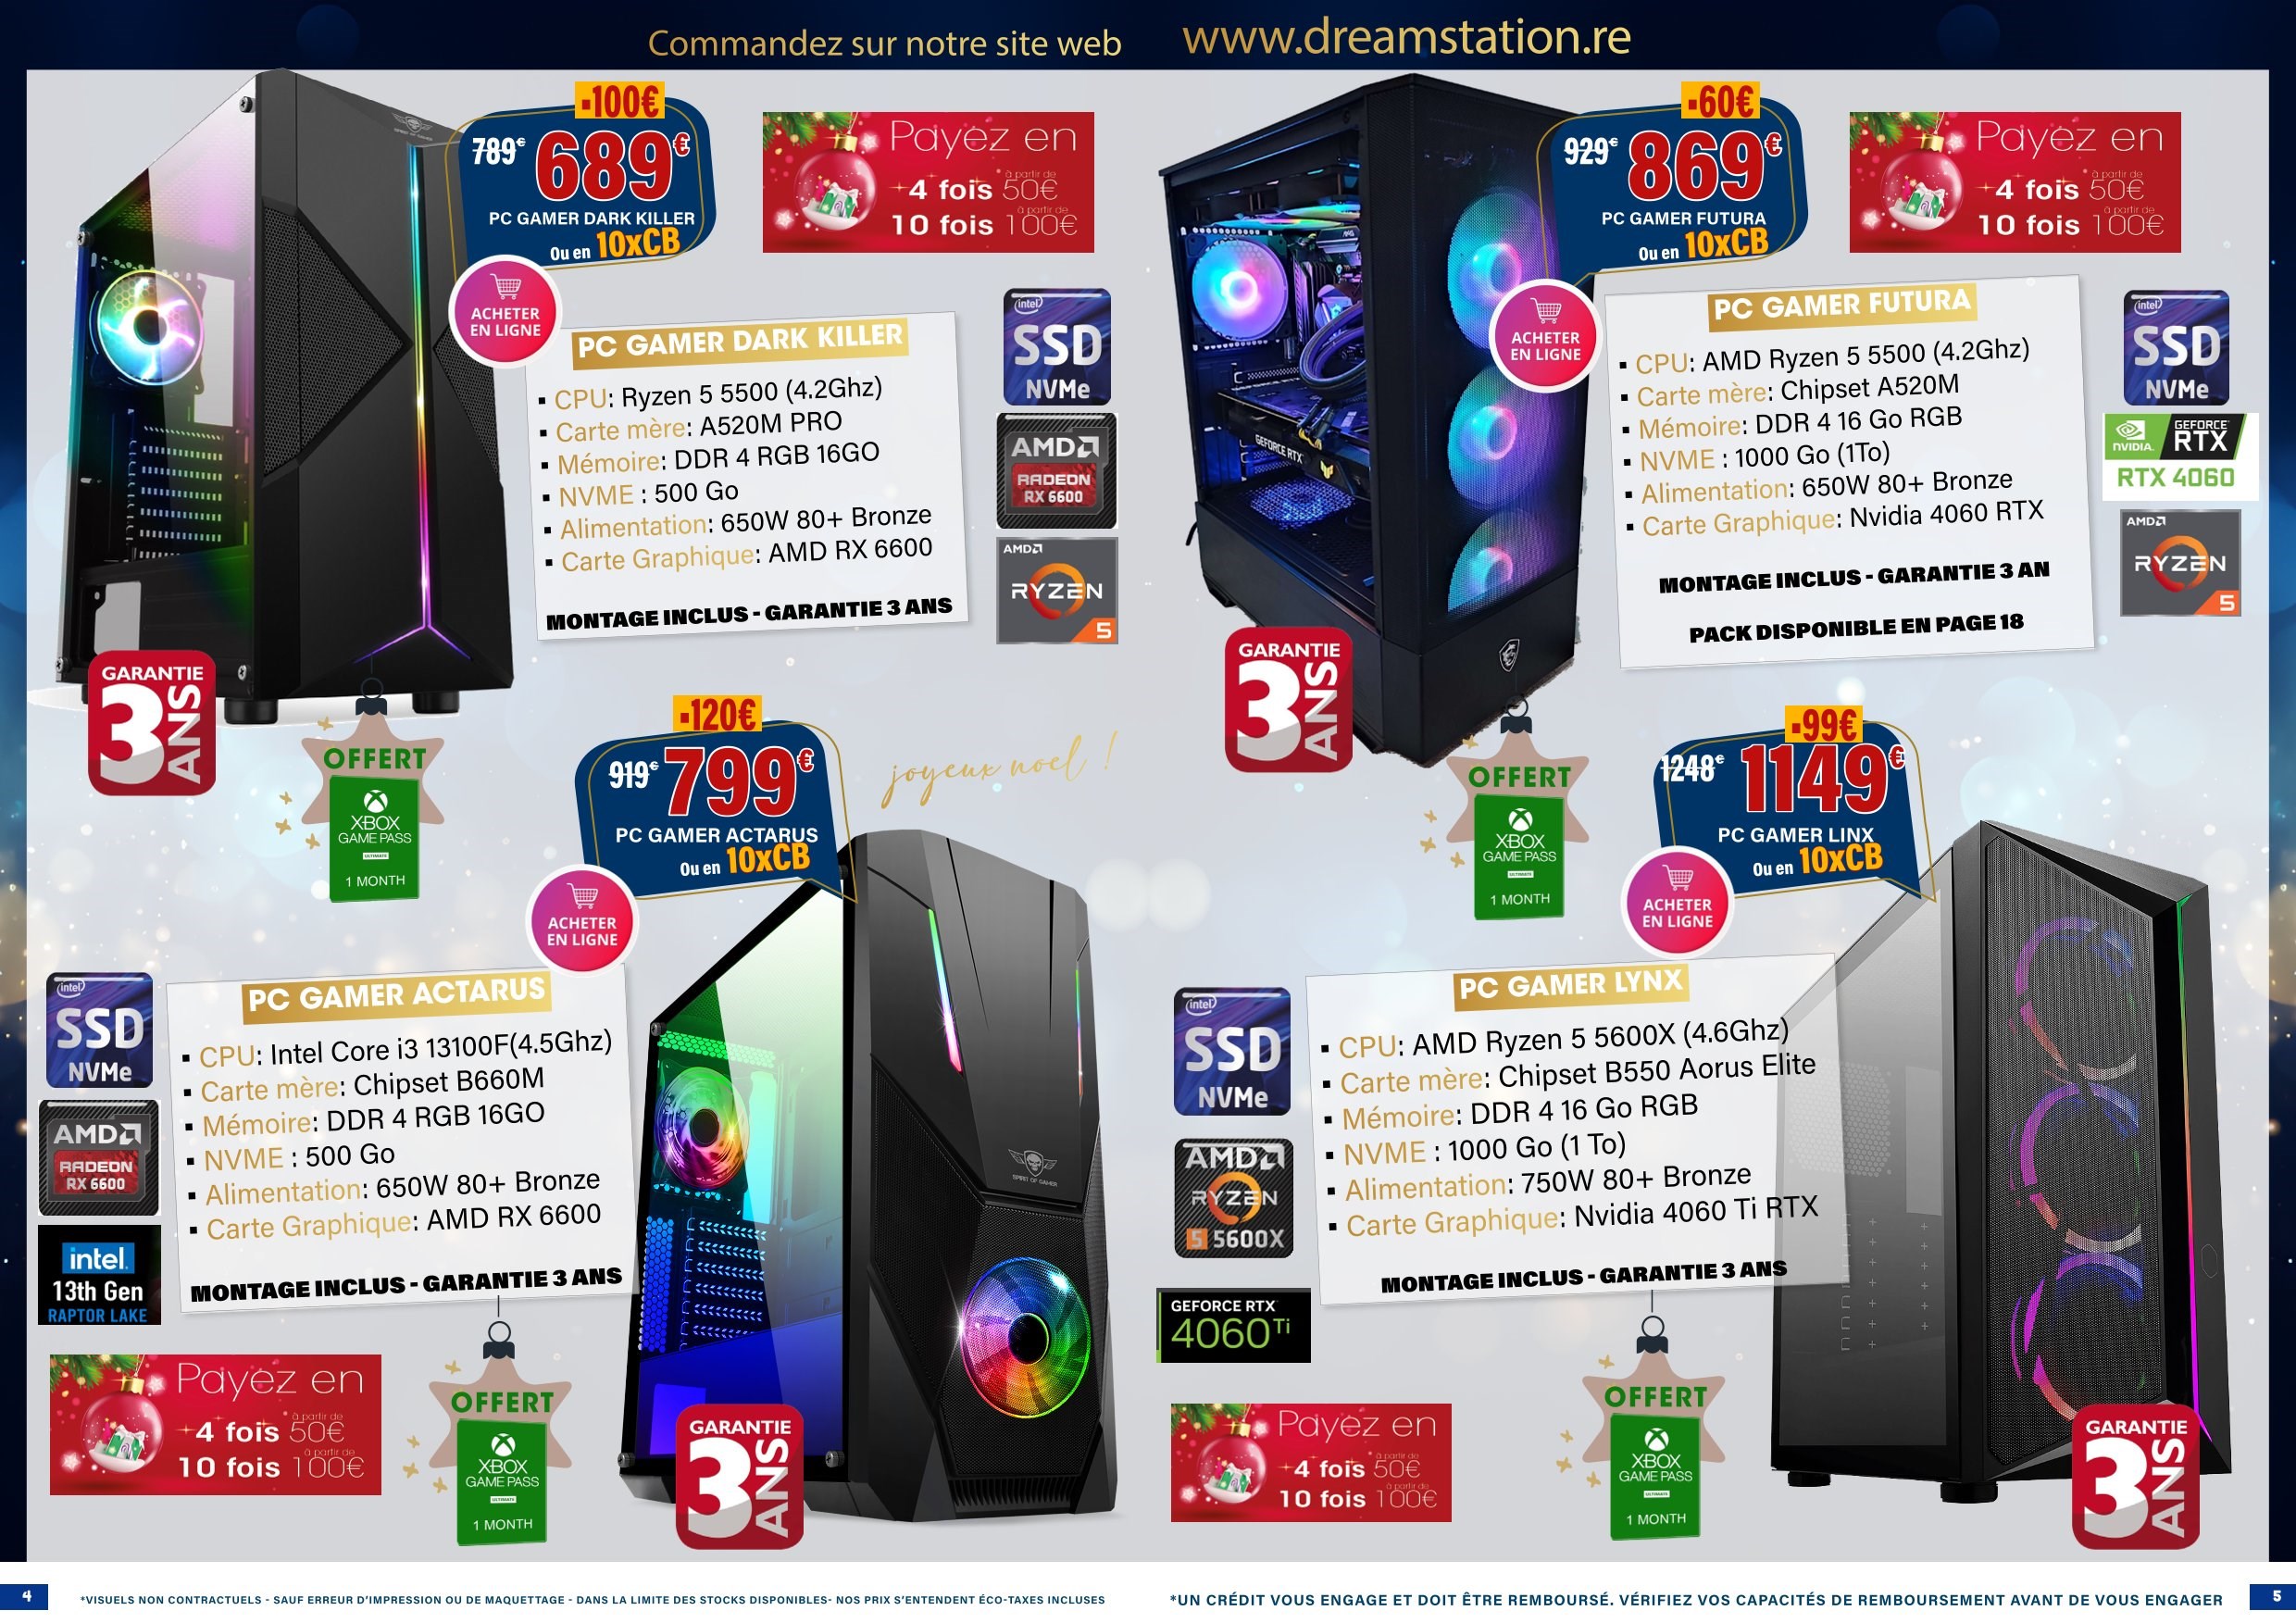 Commandez sur notre site web www.dreamstation.re
-100€
789€ 689€
PC GAMER DARK KILLER
Ou en 10xCB
ACHETER
EN LIGNE
Payez en
4 fois à partir de 50€
10 fois à partir de 100€
PC GAMER DARK KILLER
▪ CPU: Ryzen 5 5500 (4.2Ghz)
▪ Carte mère: A520M PRO
▪ Mémoire: DDR 4 RGB 16GO
▪ NVME : 500 Go
▪ Alimentation: 650W 80+ Bronze
▪ Carte Graphique: AMD RX 6600
MONTAGE INCLUS - GARANTIE 3 ANS
intel
SSD
NVMe
AMD
RADEON
RX 6600
AMD
RYZEN
5
SPIRIT OF GAMER
GARANTIE
3 ANS
OFFERT
XBOX
GAME PASS
ULTIMATE
1 MONTH
-60€
929€ 869€
PC GAMER FUTURA
Ou en 10xCB
ACHETER
EN LIGNE
Payez en
4 fois à partir de 50€
10 fois à partir de 100€
PC GAMER FUTURA
▪ CPU: AMD Ryzen 5 5500 (4.2Ghz)
▪ Carte mère: Chipset A520M
▪ Mémoire: DDR 4 16 Go RGB
▪ NVME : 1000 Go (1To)
▪ Alimentation: 650W 80+ Bronze
▪ Carte Graphique: Nvidia 4060 RTX
MONTAGE INCLUS - GARANTIE 3 AN
PACK DISPONIBLE EN PAGE 18
intel
SSD
NVMe
NVIDIA.
GEFORCE
RTX
RTX 4060
AMD
RYZEN
5
GEFORCE RTX
GARANTIE
3 ANS
OFFERT
XBOX
GAME PASS
ULTIMATE
1 MONTH
-120€
919€ 799€
PC GAMER ACTARUS
Ou en 10xCB
joyeux noel !
ACHETER
EN LIGNE
PC GAMER ACTARUS
▪ CPU: Intel Core i3 13100F(4.5Ghz)
▪ Carte mère: Chipset B660M
▪ Mémoire: DDR 4 RGB 16GO
▪ NVME : 500 Go
▪ Alimentation: 650W 80+ Bronze
▪ Carte Graphique: AMD RX 6600
MONTAGE INCLUS - GARANTIE 3 ANS
intel
SSD
NVMe
AMD
RADEON
RX 6600
intel.
13th Gen
RAPTOR LAKE
SPIRIT OF GAMER
Payez en
4 fois à partir de 50€
10 fois à partir de 100€
OFFERT
XBOX
GAME PASS
ULTIMATE
1 MONTH
GARANTIE
3 ANS
-99€
1248€ 1149€
PC GAMER LINX
Ou en 10xCB
ACHETER
EN LIGNE
PC GAMER LYNX
▪ CPU: AMD Ryzen 5 5600X (4.6Ghz)
▪ Carte mère: Chipset B550 Aorus Elite
▪ Mémoire: DDR 4 16 Go RGB
▪ NVME : 1000 Go (1 To)
▪ Alimentation: 750W 80+ Bronze
▪ Carte Graphique: Nvidia 4060 Ti RTX
MONTAGE INCLUS - GARANTIE 3 ANS
intel
SSD
NVMe
AMD
RYZEN
5 5600X
GEFORCE RTX
4060 Ti
Payez en
4 fois à partir de 50€
10 fois à partir de 100€
OFFERT
XBOX
GAME PASS
ULTIMATE
1 MONTH
GARANTIE
3 ANS
4
*VISUELS NON CONTRACTUELS - SAUF ERREUR D'IMPRESSION OU DE MAQUETTAGE - DANS LA LIMITE DES STOCKS DISPONIBLES- NOS PRIX S'ENTENDENT ÉCO-TAXES INCLUSES
*UN CRÉDIT VOUS ENGAGE ET DOIT ÊTRE REMBOURSÉ. VÉRIFIEZ VOS CAPACITÉS DE REMBOURSEMENT AVANT DE VOUS ENGAGER
5